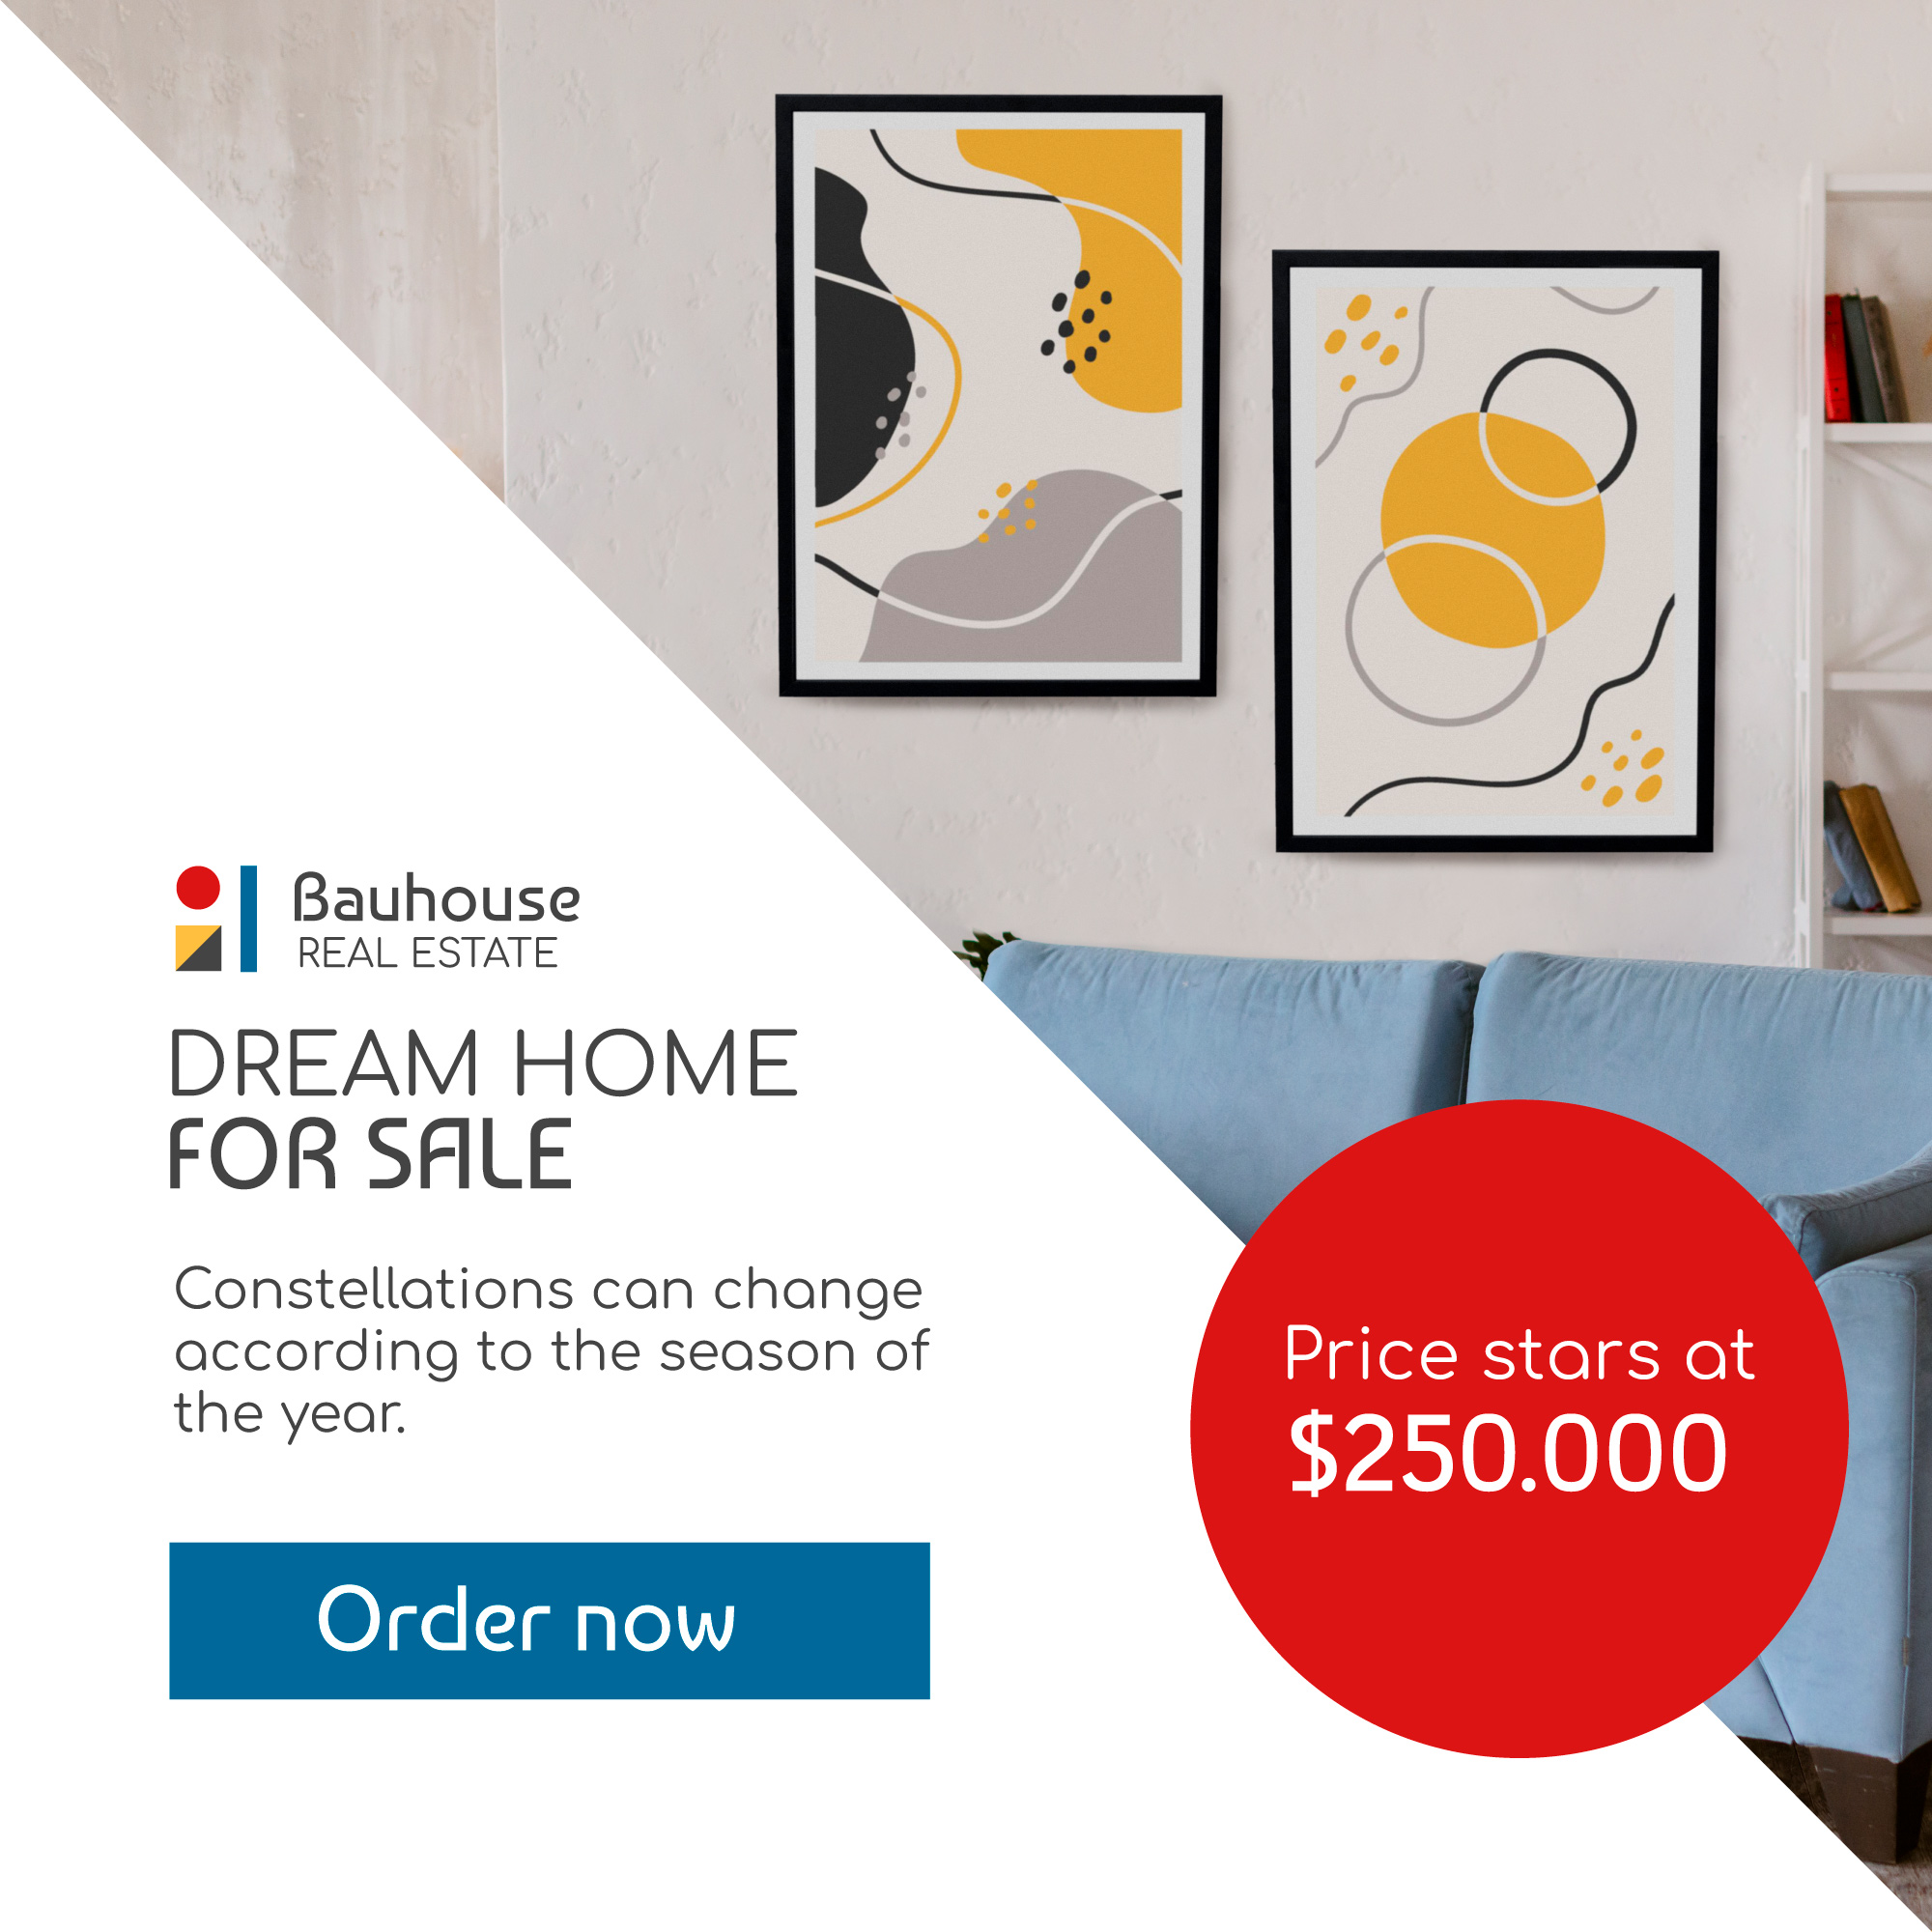 Bauhouse
REAL ESTATE
DREAM HOME
FOR SALE
Constellations can change
according to the season of
the year.
Order now
Price stars at
$250.000